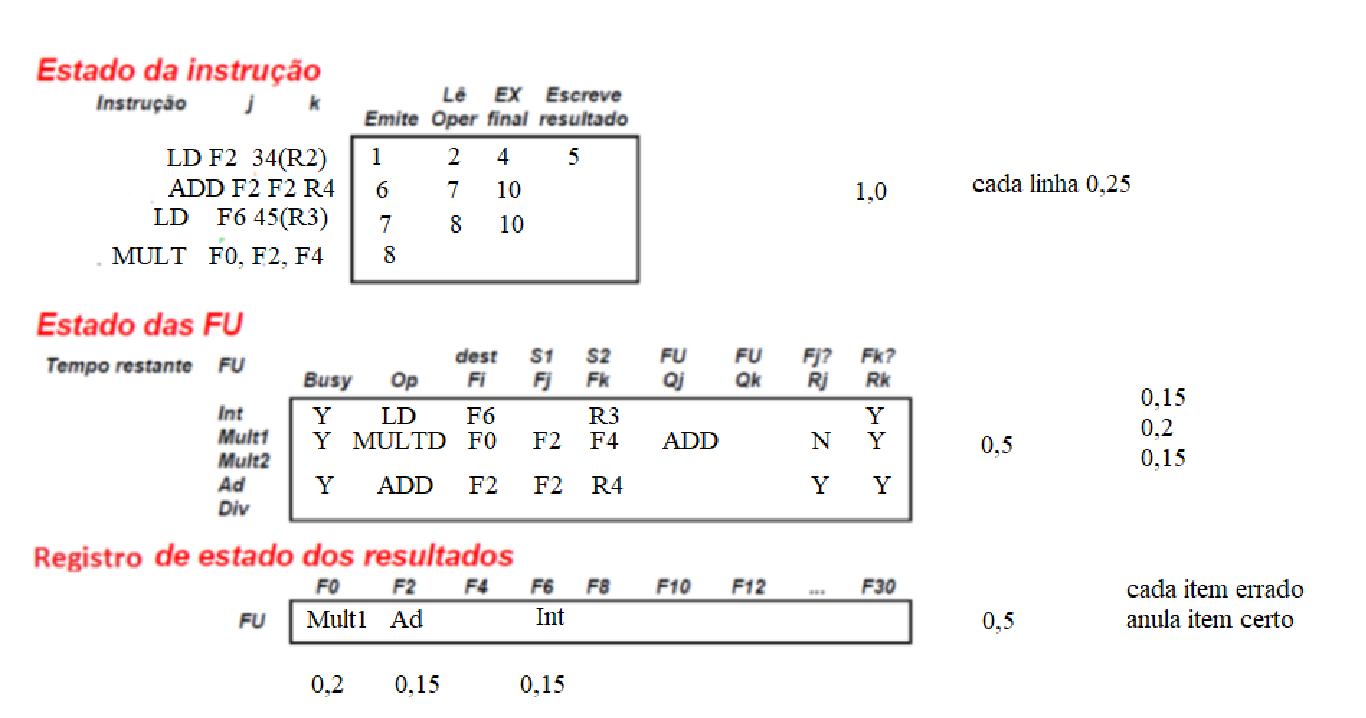 Estado da instrução
Instrução j k Emite Lê Oper EX final Escreve resultado
LD F2 34(R2) 1 2 4 5
ADD F2 F2 R4 6 7 10 1,0 cada linha 0,25
LD F6 45(R3) 7 8 10
. MULT F0, F2, F4 8
Estado das FU
Tempo restante FU Busy Op dest Fi S1 Fj S2 Fk FU Qj FU Qk Fj? Rj Fk? Rk
Int Y LD F6 R3 Y 0,15
Mult1 Y MULTD F0 F2 F4 ADD N Y 0,5 0,2
Mult2 0,15
Ad Y ADD F2 F2 R4 Y Y
Div
Registro de estado dos resultados
F0 F2 F4 F6 F8 F10 F12 ... F30 cada item errado
FU Mult1 Ad Int 0,5 anula item certo
0,2 0,15 0,15